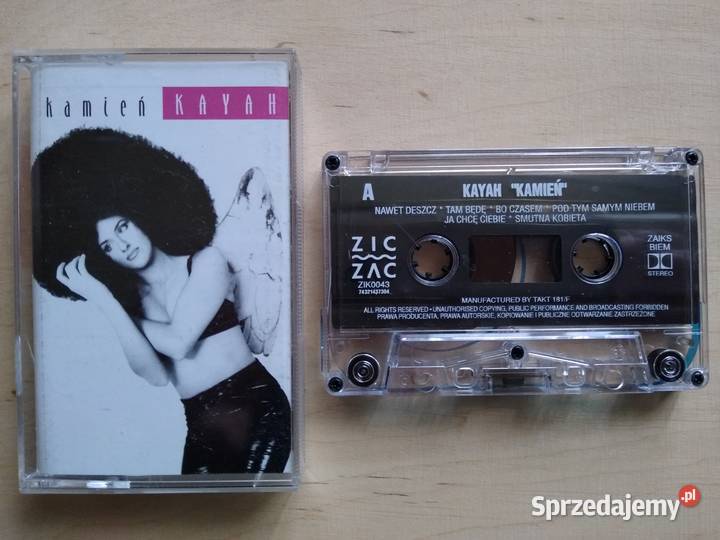 kamień KAYAH
A
KAYAH "KAMIEŃ"
NAWET DESZCZ * TAM BĘDĘ * BO CZASEM * POD TYM SAMYM NIEBEM
JA CHCĘ CIEBIE * SMUTNA KOBIETA
ZIC
ZAC
ZIK0043
74321437304
ZAIKS
BIEM
STEREO
MANUFACTURED BY TAKT 181/F
ALL RIGHTS RESERVED • UNAUTHORISED COPYING, PUBLIC PERFORMANCE AND BROADCASTING FORBIDDEN
PRAWA PRODUCENTA, PRAWA AUTORSKIE, KOPIOWANIE I PUBLICZNE ODTWARZANIE ZASTRZEŻONE
Sprzedajemy.pl